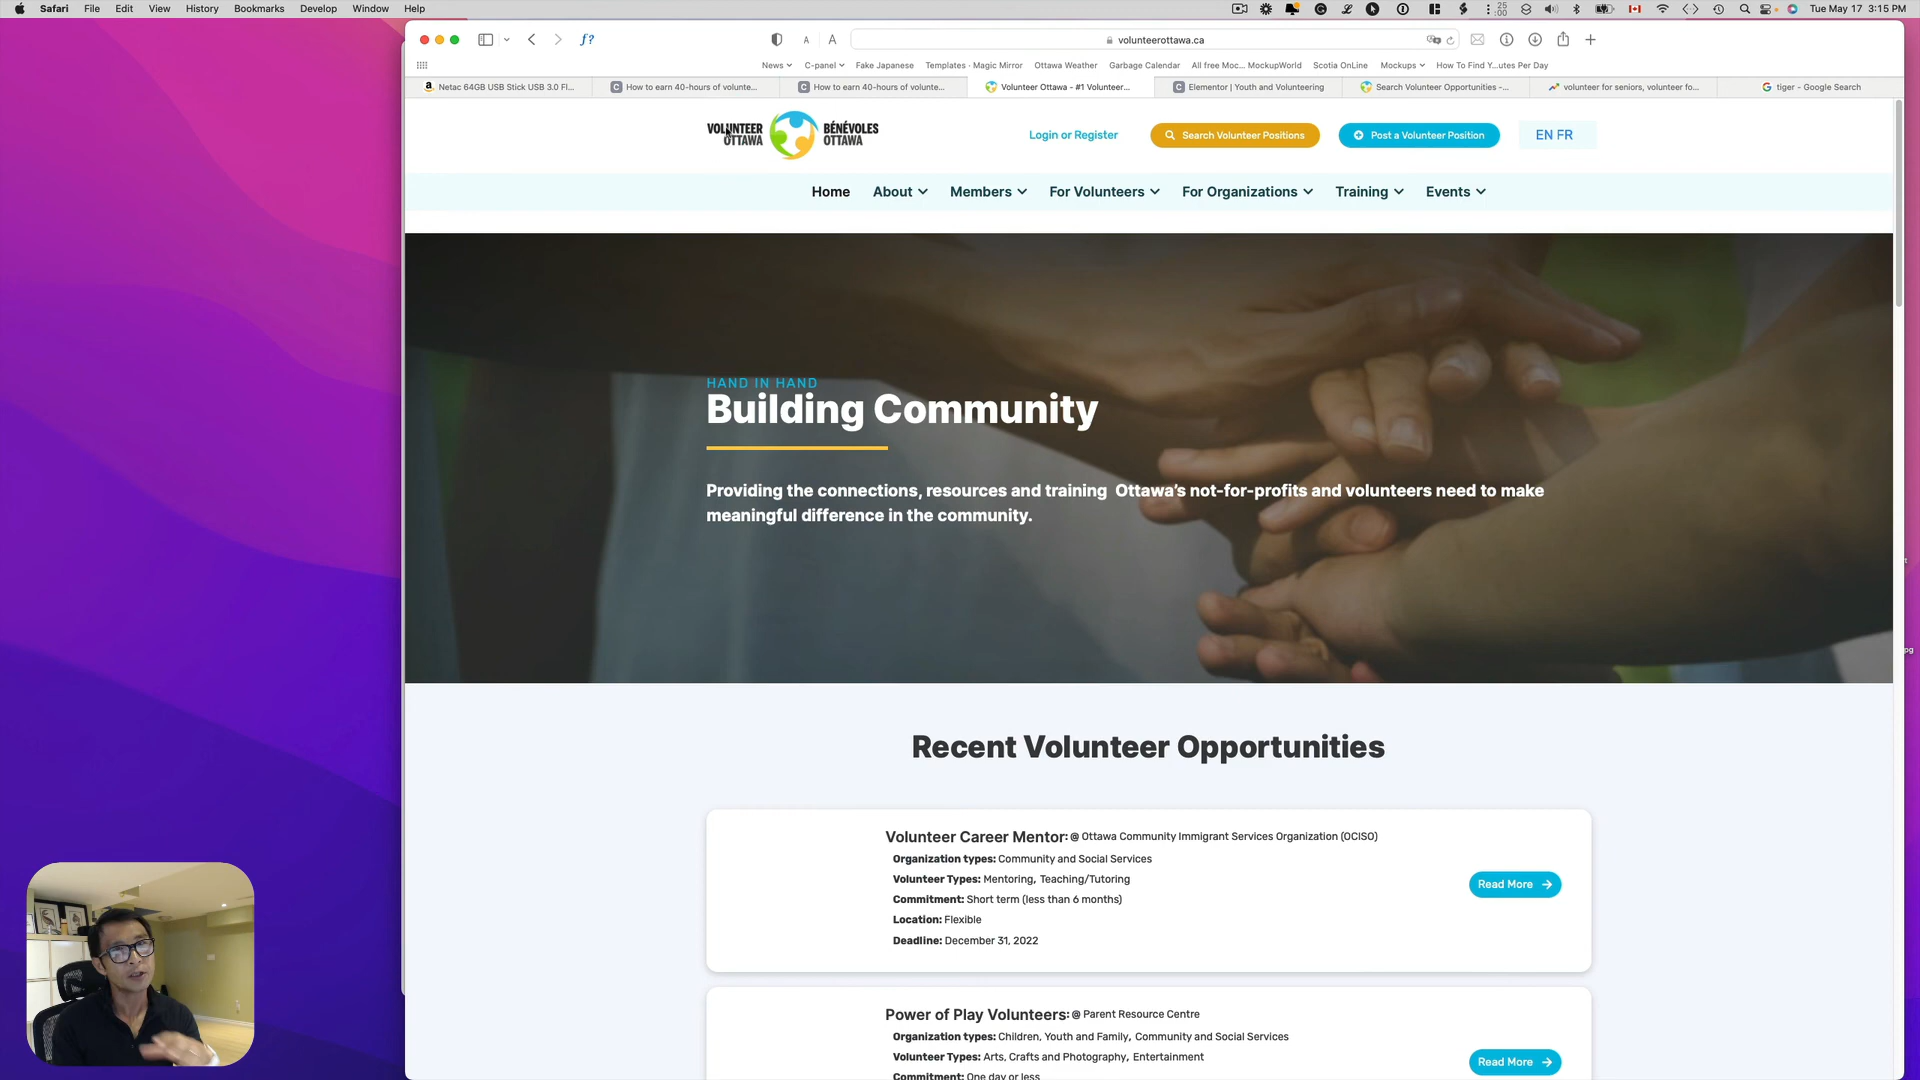 Safari File Edit View History Bookmarks Develop Window Help
25 :00
Tue May 17 3:15 PM
volunteerottawa.ca
News C-panel Fake Japanese Templates - Magic Mirror Ottawa Weather Garbage Calendar All free Moc... MockupWorld Scotia OnLine Mockups How To Find Y...utes Per Day
Netac 64GB USB Stick USB 3.0 Fl...
How to earn 40-hours of volunte...
How to earn 40-hours of volunte...
Volunteer Ottawa - #1 Volunteer...
Elementor | Youth and Volunteering
Search Volunteer Opportunities -...
volunteer for seniors, volunteer fo...
tiger - Google Search
VOLUNTEER OTTAWA
BÉNÉVOLES OTTAWA
Login or Register
Search Volunteer Positions
Post a Volunteer Position
EN FR
Home About Members For Volunteers For Organizations Training Events
HAND IN HAND
Building Community
Providing the connections, resources and training Ottawa's not-for-profits and volunteers need to make
meaningful difference in the community.
Recent Volunteer Opportunities
Volunteer Career Mentor: @ Ottawa Community Immigrant Services Organization (OCISO)
Organization types: Community and Social Services
Volunteer Types: Mentoring, Teaching/Tutoring
Commitment: Short term (less than 6 months)
Location: Flexible
Deadline: December 31, 2022
Read More
Power of Play Volunteers: @ Parent Resource Centre
Organization types: Children, Youth and Family, Community and Social Services
Volunteer Types: Arts, Crafts and Photography, Entertainment
Commitment: One day or less
Read More